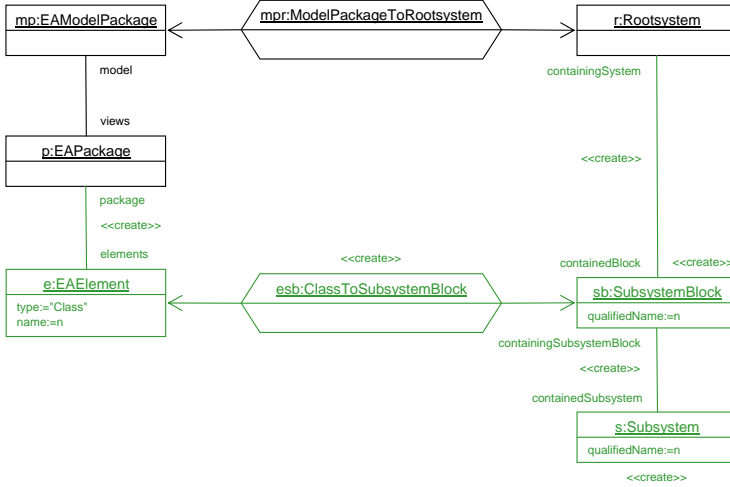 mp:EAModelPackage
mpr:ModelPackageToRootsystem
r:Rootsystem
model
containingSystem
views
<<create>>
p:EAPackage
package
<<create>>
elements
<<create>>
containedBlock
<<create>>
e:EAElement
type:="Class"
name:=n
esb:ClassToSubsystemBlock
sb:SubsystemBlock
qualifiedName:=n
containingSubsystemBlock
<<create>>
containedSubsystem
s:Subsystem
qualifiedName:=n
<<create>>